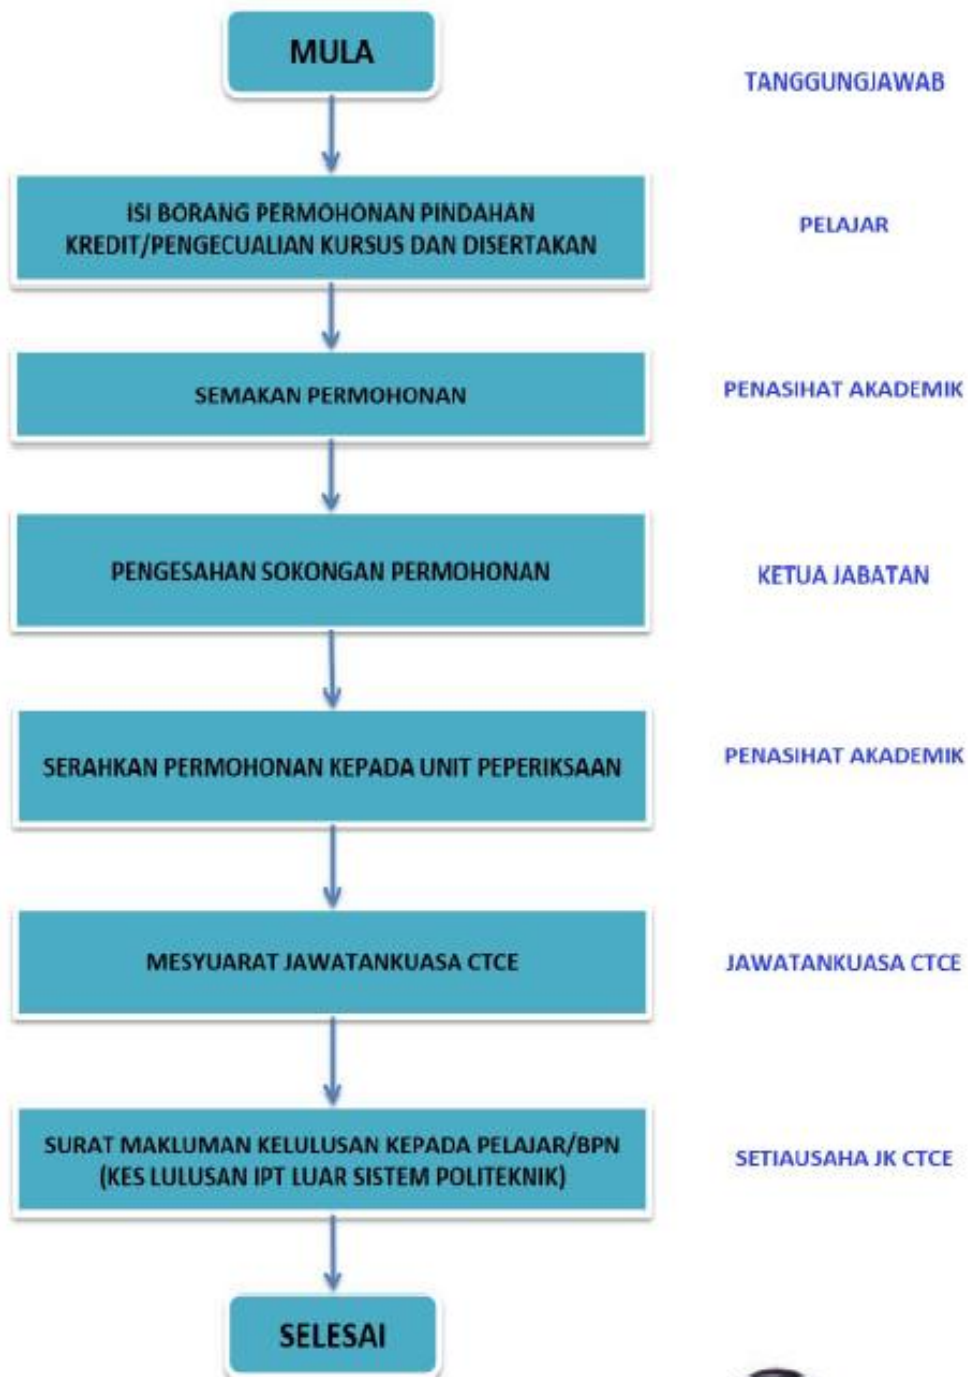 MULA
TANGGUNGJAWAB
ISI BORANG PERMOHONAN PINDAHAN
KREDIT/PENGECUALIAN KURSUS DAN DISERTAKAN
PELAJAR
SEMAKAN PERMOHONAN
PENASIHAT AKADEMIK
PENGESAHAN SOKONGAN PERMOHONAN
KETUA JABATAN
SERAHKAN PERMOHONAN KEPADA UNIT PEPERIKSAAN
PENASIHAT AKADEMIK
MESYUARAT JAWATANKUASA CTCE
JAWATANKUASA CTCE
SURAT MAKLUMAN KELULUSAN KEPADA PELAJAR/BPN
(KES LULUSAN IPT LUAR SISTEM POLITEKNIK)
SETIAUSAHA JK CTCE
SELESAI